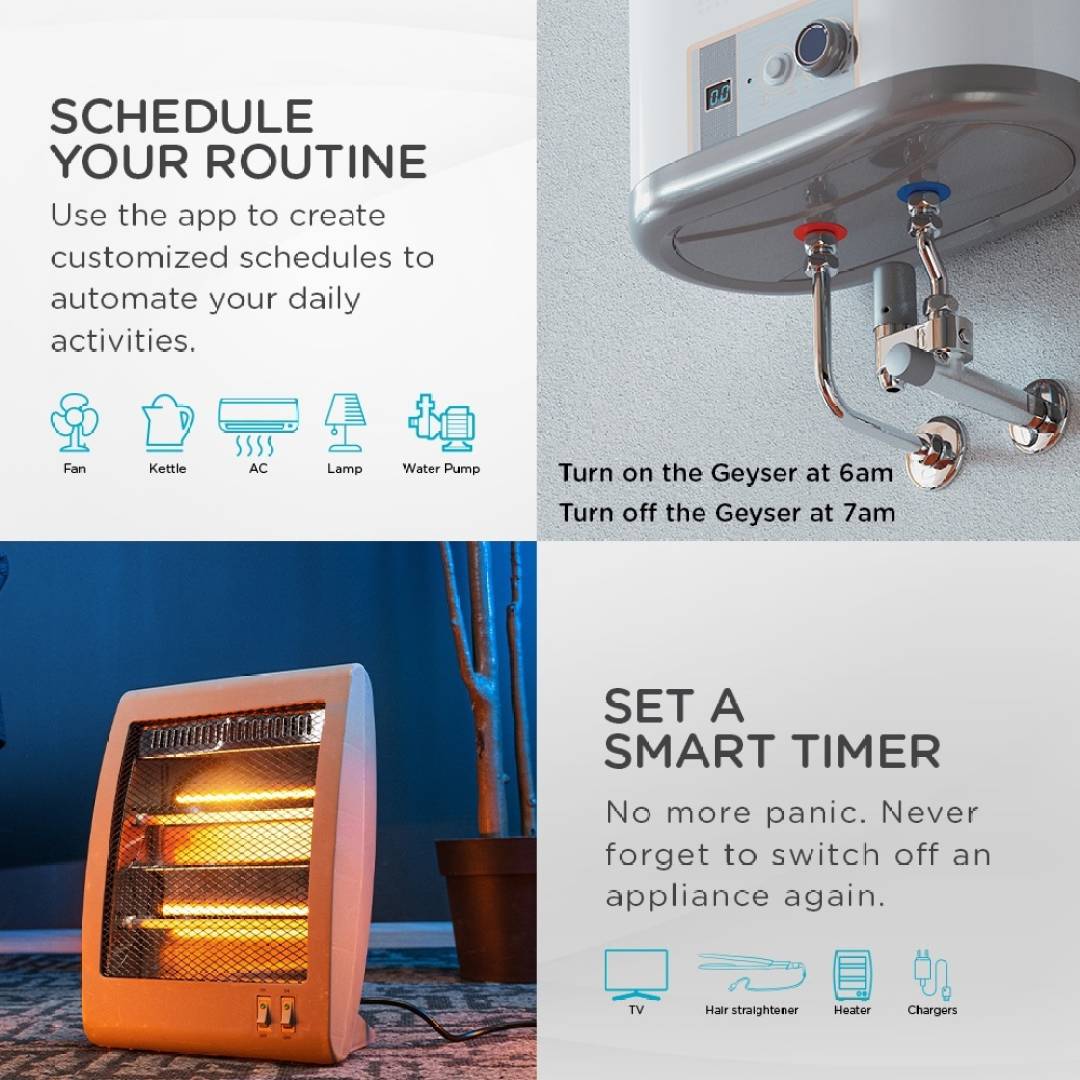 SCHEDULE
YOUR ROUTINE
Use the app to create
customized schedules to
automate your daily
activities.
Fan
Kettle
AC
Lamp
Water Pump
00
Turn on the Geyser at 6am
Turn off the Geyser at 7am
SET A
SMART TIMER
No more panic. Never
forget to switch off an
appliance again.
TV
Hair straightener
Heater
Chargers